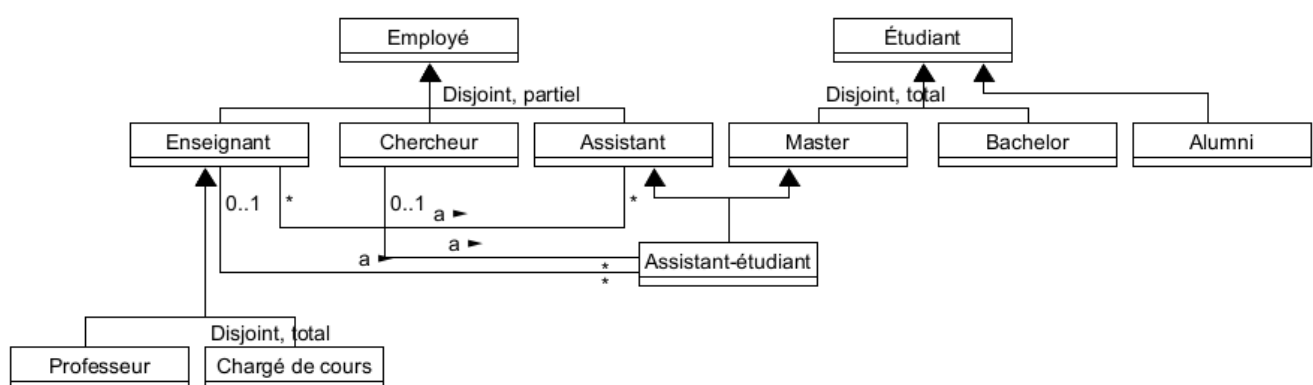 Employé
Étudiant
Disjoint, partiel
Disjoint, total
Enseignant
Chercheur
Assistant
Master
Bachelor
Alumni
0..1
*
0..1
*
a ►
a ►
a ►
*
*
Assistant-étudiant
Disjoint, total
Professeur
Chargé de cours